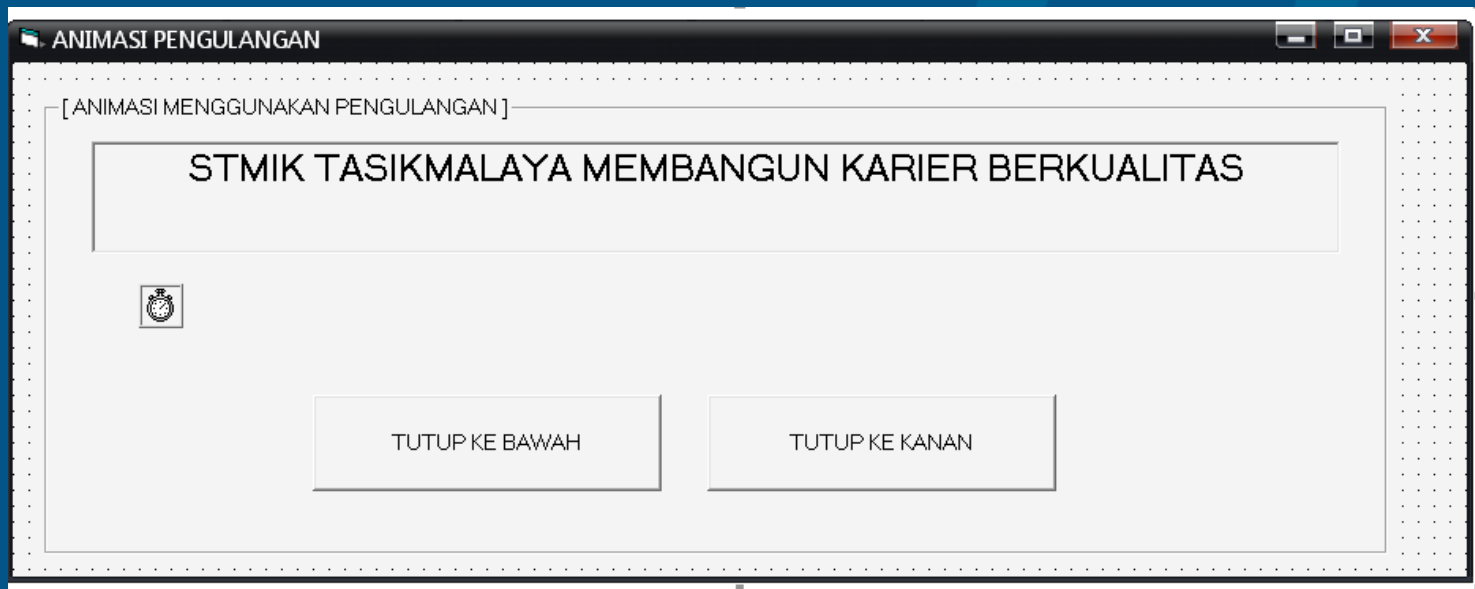 ANIMASI PENGULANGAN
[ ANIMASI MENGGUNAKAN PENGULANGAN ]
STMIK TASIKMALAYA MEMBANGUN KARIER BERKUALITAS
TUTUP KE BAWAH
TUTUP KE KANAN